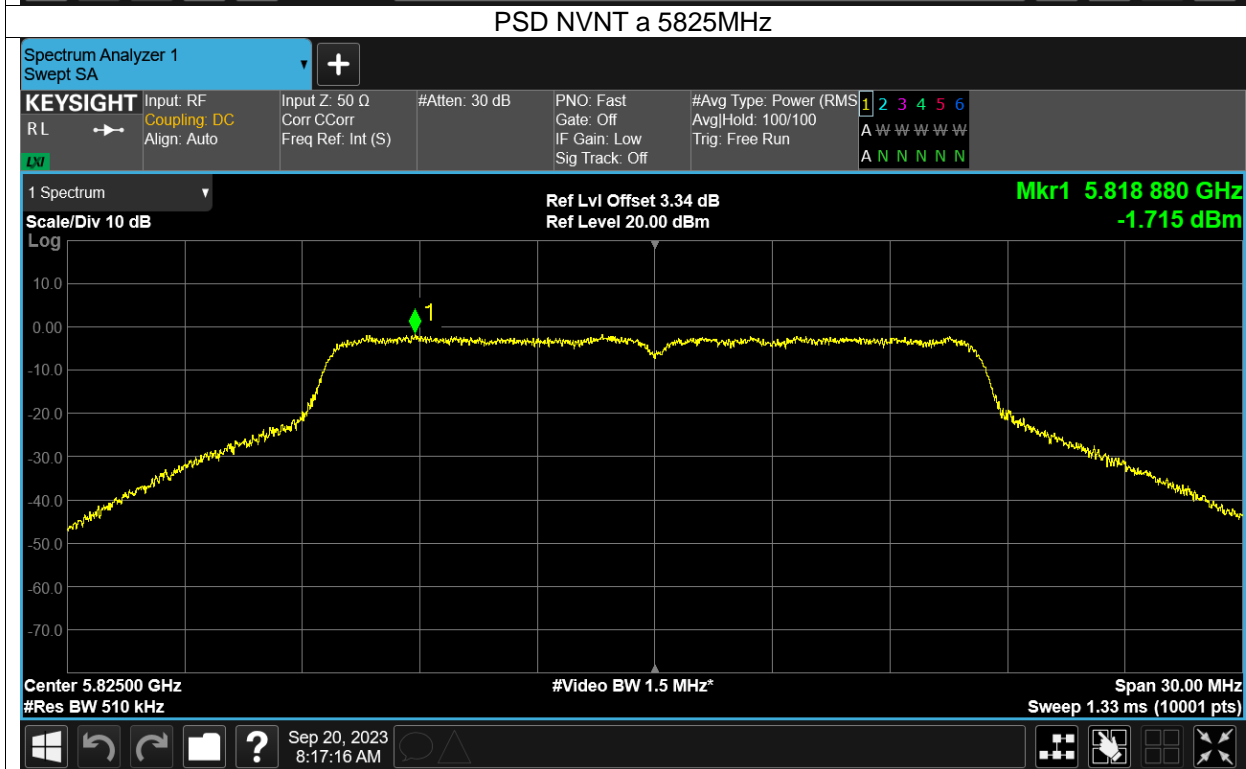 PSD NVNT a 5825MHz
Spectrum Analyzer 1
Swept SA
KEYSIGHT
RL
LXI
Input: RF
Coupling: DC
Align: Auto
Input Z: 50 Ω
Corr CCorr
Freq Ref: Int (S)
#Atten: 30 dB
PNO: Fast
Gate: Off
IF Gain: Low
Sig Track: Off
#Avg Type: Power (RMS
Avg|Hold: 100/100
Trig: Free Run
1 2 3 4 5 6
A W W W W W
A N N N N N
1 Spectrum
Scale/Div 10 dB
Log
Ref Lvl Offset 3.34 dB
Ref Level 20.00 dBm
Mkr1 5.818 880 GHz
-1.715 dBm
1
10.0
0.00
-10.0
-20.0
-30.0
-40.0
-50.0
-60.0
-70.0
Center 5.82500 GHz
#Res BW 510 kHz
#Video BW 1.5 MHz*
Span 30.00 MHz
Sweep 1.33 ms (10001 pts)
?
Sep 20, 2023
8:17:16 AM